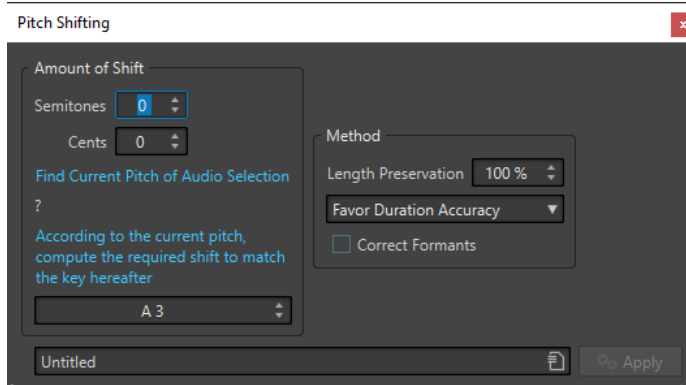 Pitch Shifting
x
Amount of Shift
Semitones 0
Cents 0
Find Current Pitch of Audio Selection
?
According to the current pitch,
compute the required shift to match
the key hereafter
A 3
Method
Length Preservation 100 %
Favor Duration Accuracy
Correct Formants
Untitled
Apply